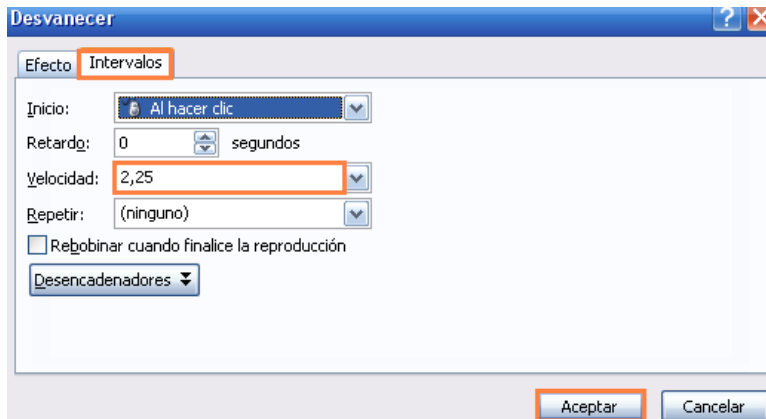 Desvanecer
Efecto Intervalos
Inicio: Al hacer clic
Retardo: 0 segundos
Velocidad: 2,25
Repetir: (ninguno)
Rebobinar cuando finalice la reproducción
Desencadenadores
Aceptar Cancelar